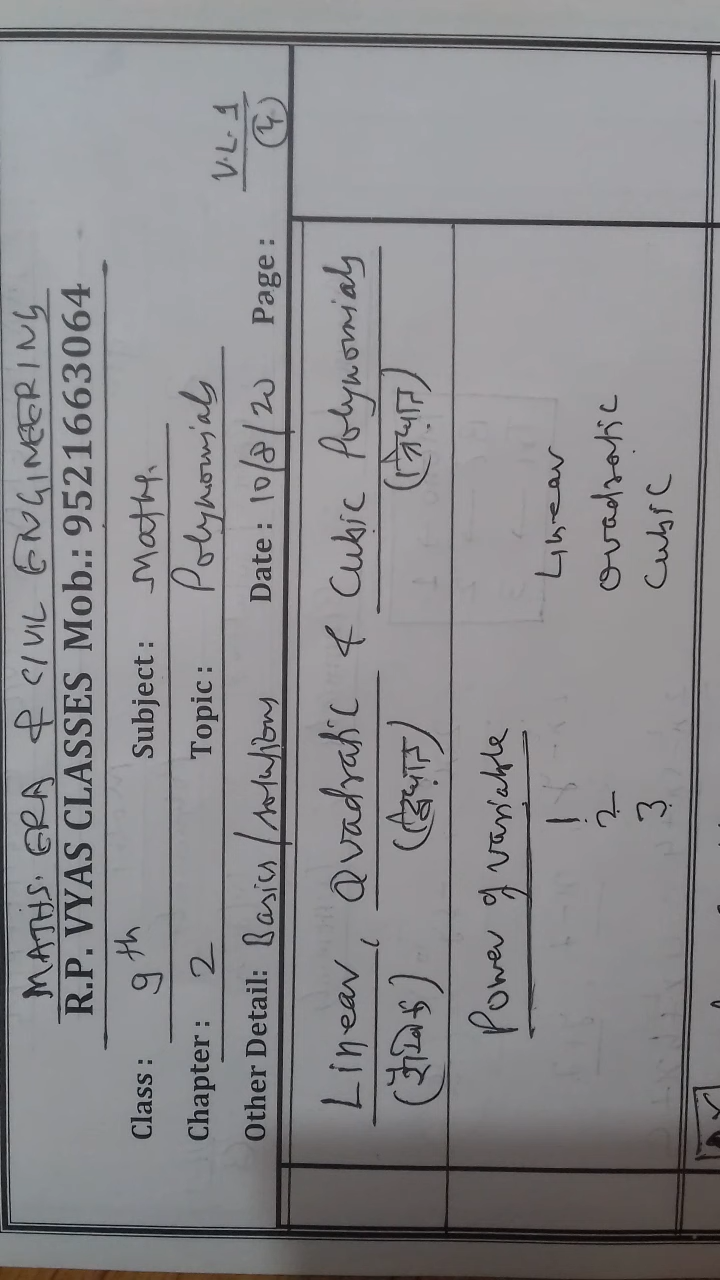 MATHS ERA & CIVIL ENGINEERING
R.P. VYAS CLASSES Mob.: 9521663064
Class : 9th Subject : Maths.
Chapter : 2 Topic : Polynomials
V.L. 1
Other Detail: Basics / solutions Date : 10/8/20 Page : 4
Linear, Quadratic & Cubic Polynomials
(रैखिक) (द्विघात) (त्रिघात)
Power of variable
1 Linear
2 Quadratic
3 Cubic